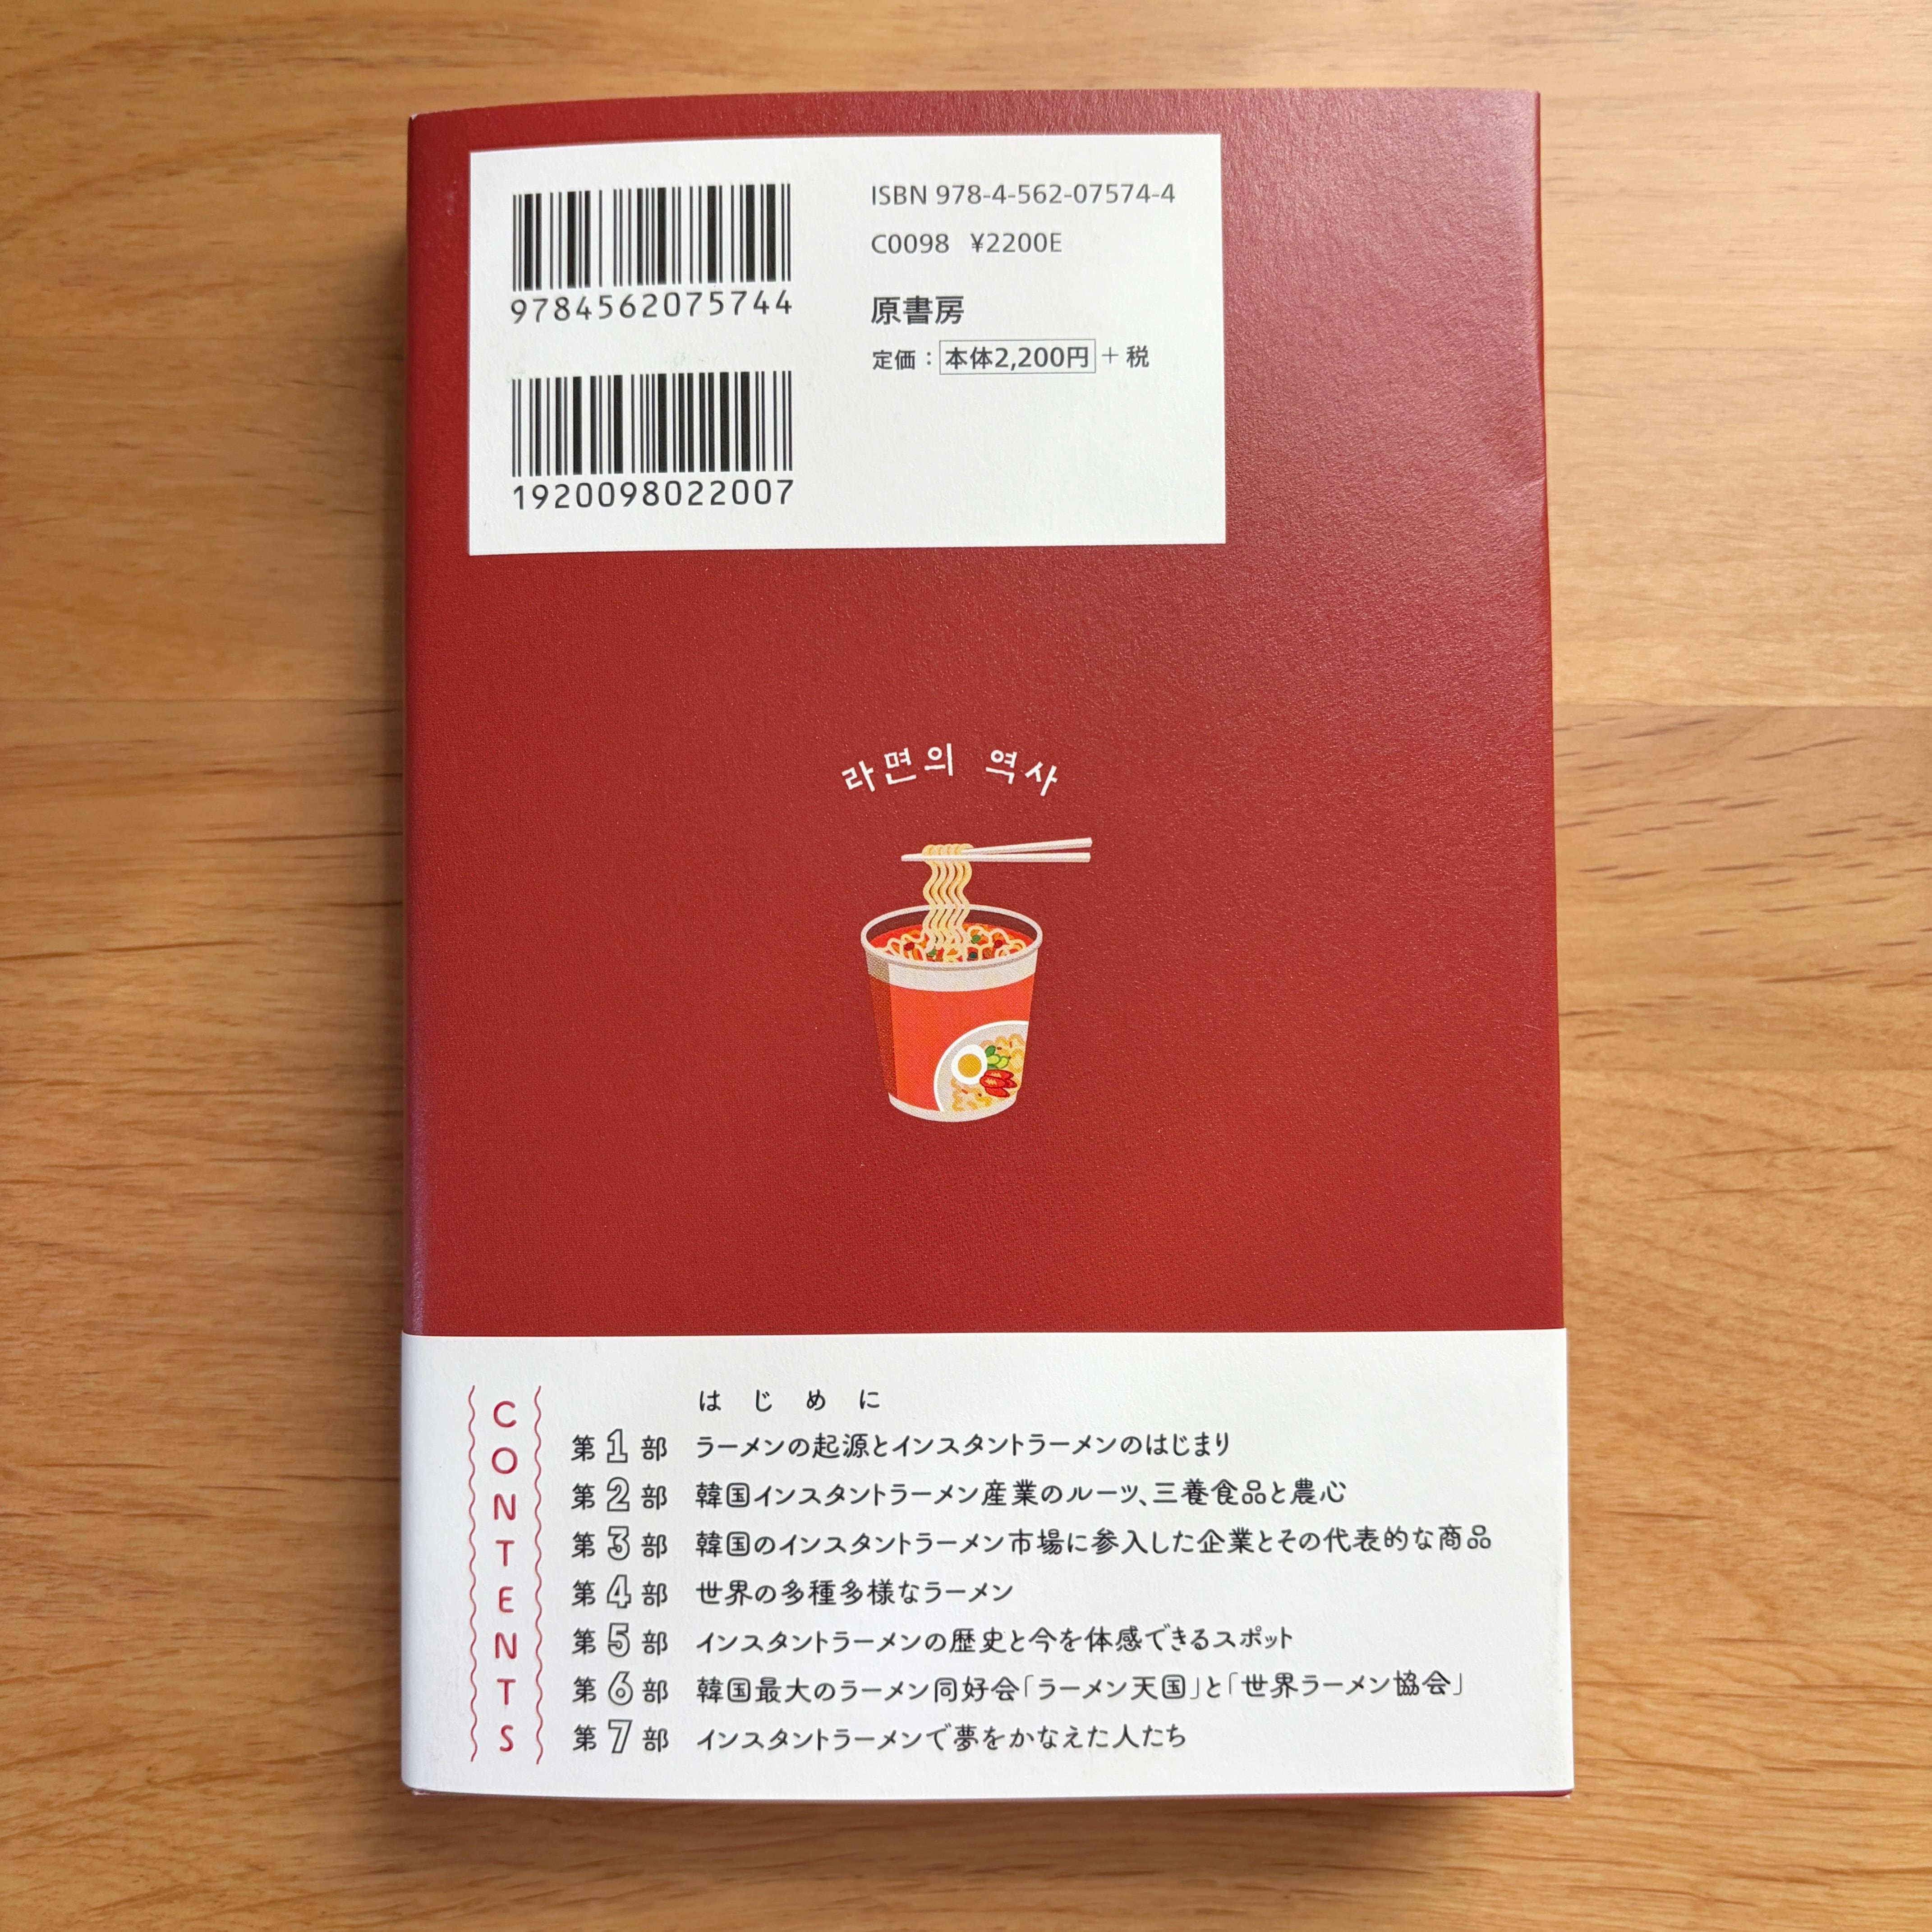 9784562075744
1920098022007
ISBN 978-4-562-07574-4
C0098 ¥2200E
原書房
定価：本体2,200円＋税
라면의 역사
CONTENTS
はじめに
第1部 ラーメンの起源とインスタントラーメンのはじまり
第2部 韓国インスタントラーメン産業のルーツ、三養食品と農心
第3部 韓国のインスタントラーメン市場に参入した企業とその代表的な商品
第4部 世界の多種多様なラーメン
第5部 インスタントラーメンの歴史と今を体感できるスポット
第6部 韓国最大のラーメン同好会「ラーメン天国」と「世界ラーメン協会」
第7部 インスタントラーメンで夢をかなえた人たち